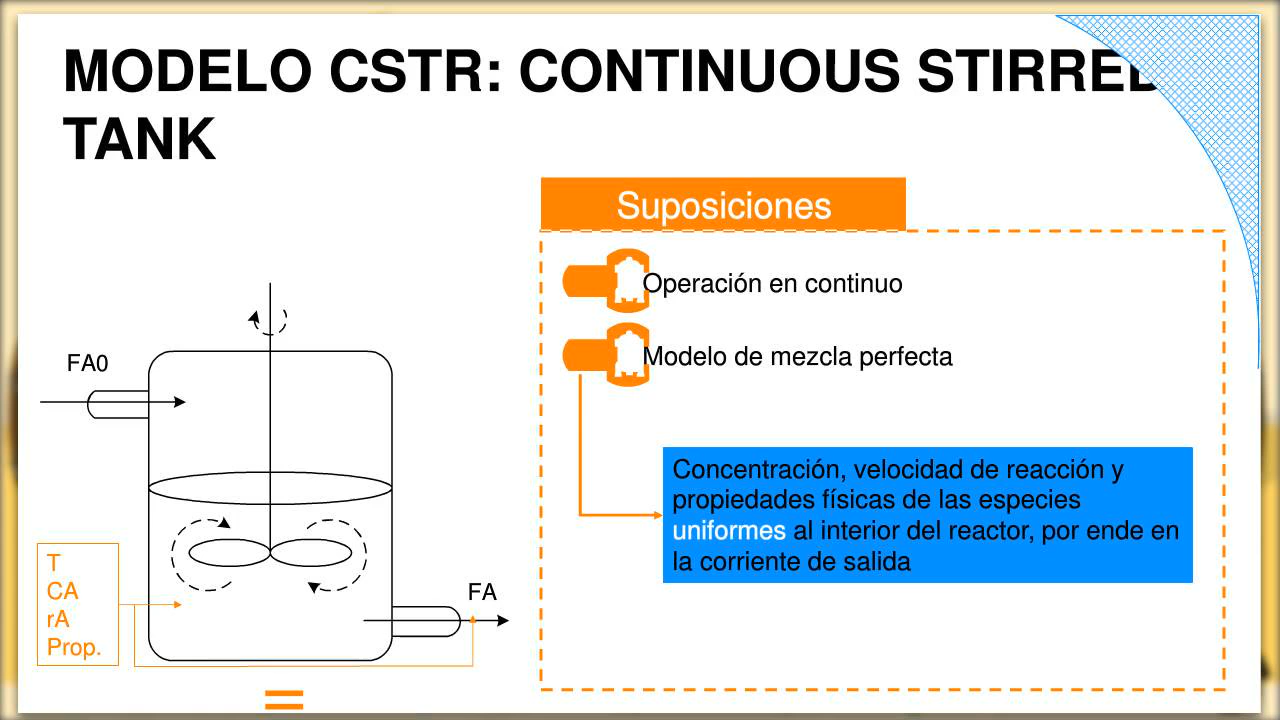 MODELO CSTR: CONTINUOUS STIRRED
TANK
Suposiciones
Operación en continuo
Modelo de mezcla perfecta
Concentración, velocidad de reacción y
propiedades físicas de las especies
uniformes al interior del reactor, por ende en
la corriente de salida
FA0
FA
T
CA
rA
Prop.
=